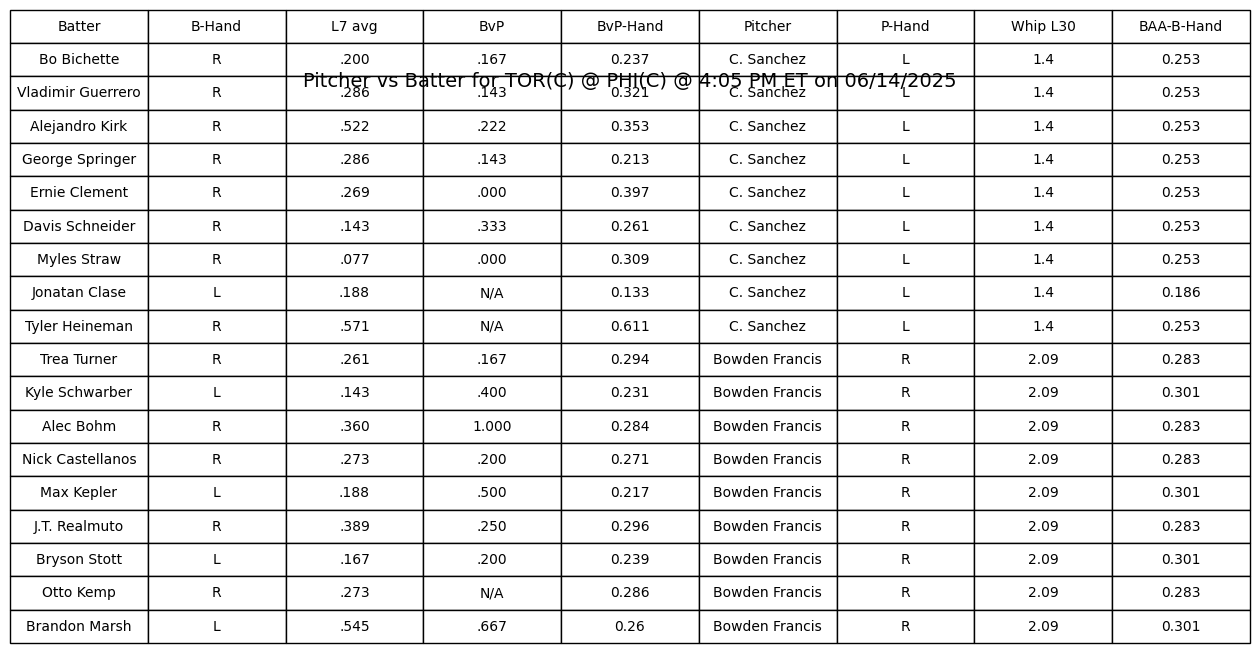 Batter B-Hand L7 avg BvP BvP-Hand Pitcher P-Hand Whip L30 BAA-B-Hand
Bo Bichette R .200 .167 0.237 C. Sanchez L 1.4 0.253
Pitcher vs Batter for TOR(C) @ PHI(C) @ 4:05 PM ET on 06/14/2025
Vladimir Guerrero R .286 .143 0.321 C. Sanchez L 1.4 0.253
Alejandro Kirk R .522 .222 0.353 C. Sanchez L 1.4 0.253
George Springer R .286 .143 0.213 C. Sanchez L 1.4 0.253
Ernie Clement R .269 .000 0.397 C. Sanchez L 1.4 0.253
Davis Schneider R .143 .333 0.261 C. Sanchez L 1.4 0.253
Myles Straw R .077 .000 0.309 C. Sanchez L 1.4 0.253
Jonatan Clase L .188 N/A 0.133 C. Sanchez L 1.4 0.186
Tyler Heineman R .571 N/A 0.611 C. Sanchez L 1.4 0.253
Trea Turner R .261 .167 0.294 Bowden Francis R 2.09 0.283
Kyle Schwarber L .143 .400 0.231 Bowden Francis R 2.09 0.301
Alec Bohm R .360 1.000 0.284 Bowden Francis R 2.09 0.283
Nick Castellanos R .273 .200 0.271 Bowden Francis R 2.09 0.283
Max Kepler L .188 .500 0.217 Bowden Francis R 2.09 0.301
J.T. Realmuto R .389 .250 0.296 Bowden Francis R 2.09 0.283
Bryson Stott L .167 .200 0.239 Bowden Francis R 2.09 0.301
Otto Kemp R .273 N/A 0.286 Bowden Francis R 2.09 0.283
Brandon Marsh L .545 .667 0.26 Bowden Francis R 2.09 0.301